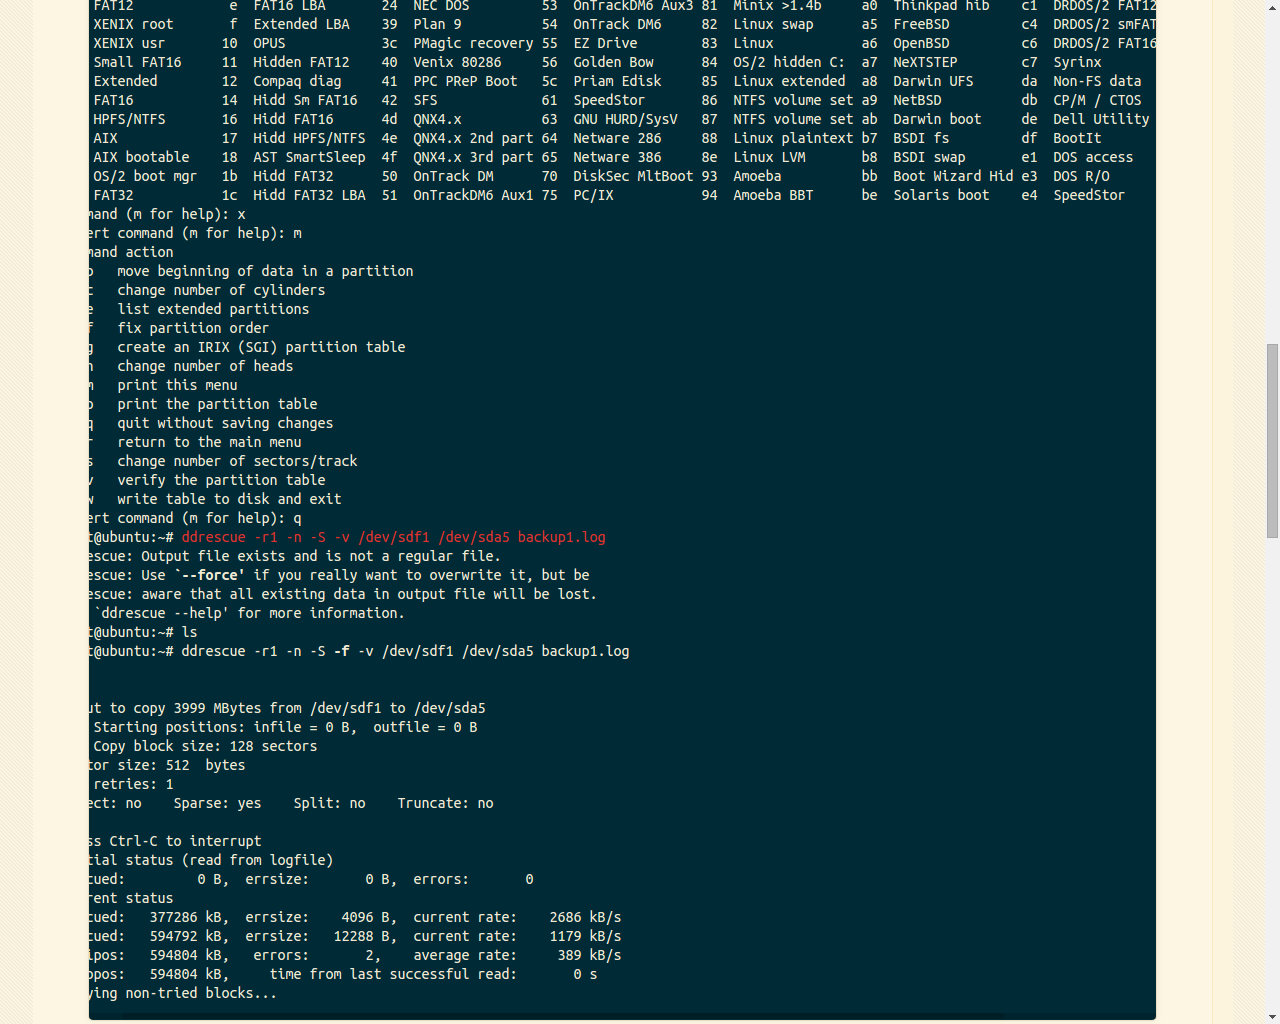 FAT12 e FAT16 LBA 24 NEC DOS 53 OnTrackDM6 Aux3 81 Minix >1.4b a0 Thinkpad hib c1 DRDOS/2 FAT12
XENIX root f Extended LBA 39 Plan 9 54 OnTrack DM6 82 Linux swap a5 FreeBSD c4 DRDOS/2 smFAT
XENIX usr 10 OPUS 3c PMagic recovery 55 EZ Drive 83 Linux a6 OpenBSD c6 DRDOS/2 FAT16
Small FAT16 11 Hidden FAT12 40 Venix 80286 56 Golden Bow 84 OS/2 hidden C: a7 NeXTSTEP c7 Syrinx
Extended 12 Compaq diag 41 PPC PReP Boot 5c Priam Edisk 85 Linux extended a8 Darwin UFS da Non-FS data
FAT16 14 Hidd Sm FAT16 42 SFS 61 SpeedStor 86 NTFS volume set a9 NetBSD db CP/M / CTOS
HPFS/NTFS 16 Hidd FAT16 4d QNX4.x 63 GNU HURD/SysV 87 NTFS volume set ab Darwin boot de Dell Utility
AIX 17 Hidd HPFS/NTFS 4e QNX4.x 2nd part 64 Netware 286 88 Linux plaintext b7 BSDI fs df BootIt
AIX bootable 18 AST SmartSleep 4f QNX4.x 3rd part 65 Netware 386 8e Linux LVM b8 BSDI swap e1 DOS access
OS/2 boot mgr 1b Hidd FAT32 50 OnTrack DM 70 DiskSec MltBoot 93 Amoeba bb Boot Wizard Hid e3 DOS R/O
FAT32 1c Hidd FAT32 LBA 51 OnTrackDM6 Aux1 75 PC/IX 94 Amoeba BBT be Solaris boot e4 SpeedStor
mand (m for help): x
ert command (m for help): m
mand action
move beginning of data in a partition
c change number of cylinders
e list extended partitions
f fix partition order
g create an IRIX (SGI) partition table
change number of heads
m print this menu
print the partition table
q quit without saving changes
r return to the main menu
s change number of sectors/track
v verify the partition table
w write table to disk and exit
ert command (m for help): q
t@ubuntu:~# ddrescue -r1 -n -S -v /dev/sdf1 /dev/sda5 backup1.log
escue: Output file exists and is not a regular file.
escue: Use `--force' if you really want to overwrite it, but be
escue: aware that all existing data in output file will be lost.
`ddrescue --help' for more information.
t@ubuntu:~# ls
t@ubuntu:~# ddrescue -r1 -n -S -f -v /dev/sdf1 /dev/sda5 backup1.log
ut to copy 3999 MBytes from /dev/sdf1 to /dev/sda5
Starting positions: infile = 0 B, outfile = 0 B
Copy block size: 128 sectors
tor size: 512 bytes
retries: 1
ect: no Sparse: yes Split: no Truncate: no
ss Ctrl-C to interrupt
tial status (read from logfile)
cued: 0 B, errsize: 0 B, errors: 0
rent status
cued: 377286 kB, errsize: 4096 B, current rate: 2686 kB/s
cued: 594792 kB, errsize: 12288 B, current rate: 1179 kB/s
ipos: 594804 kB, errors: 2, average rate: 389 kB/s
opos: 594804 kB, time from last successful read: 0 s
ying non-tried blocks...